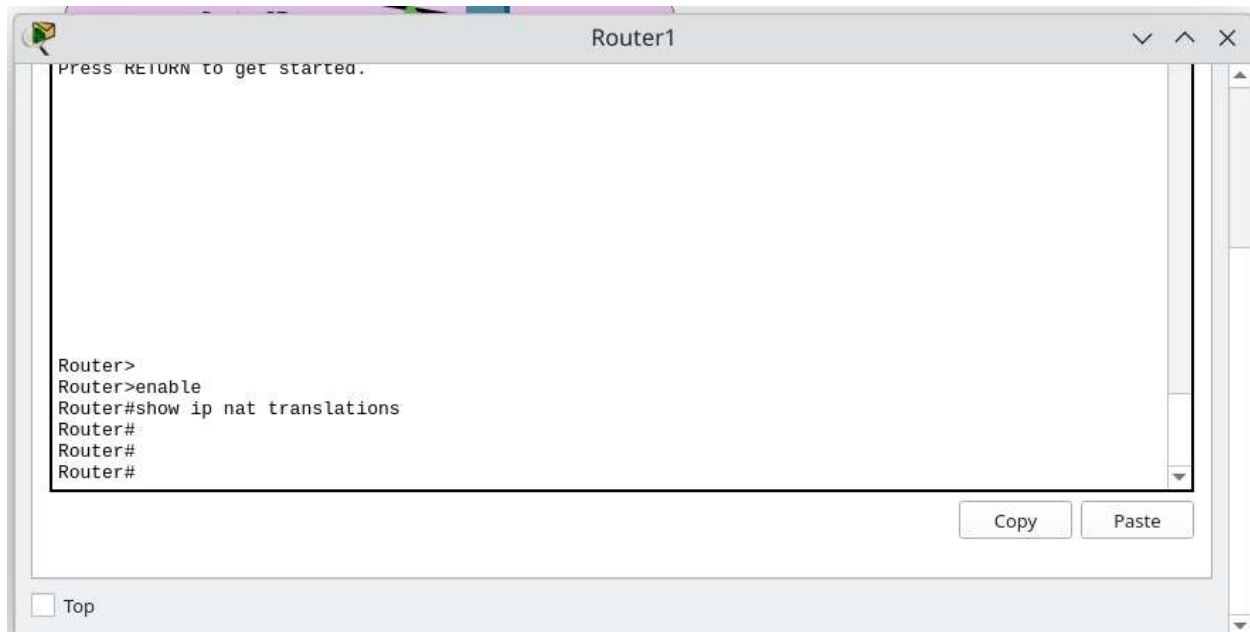 Router1
Press RETURN to get started.
Router>
Router>enable
Router#show ip nat translations
Router#
Router#
Router#
Copy Paste
Top